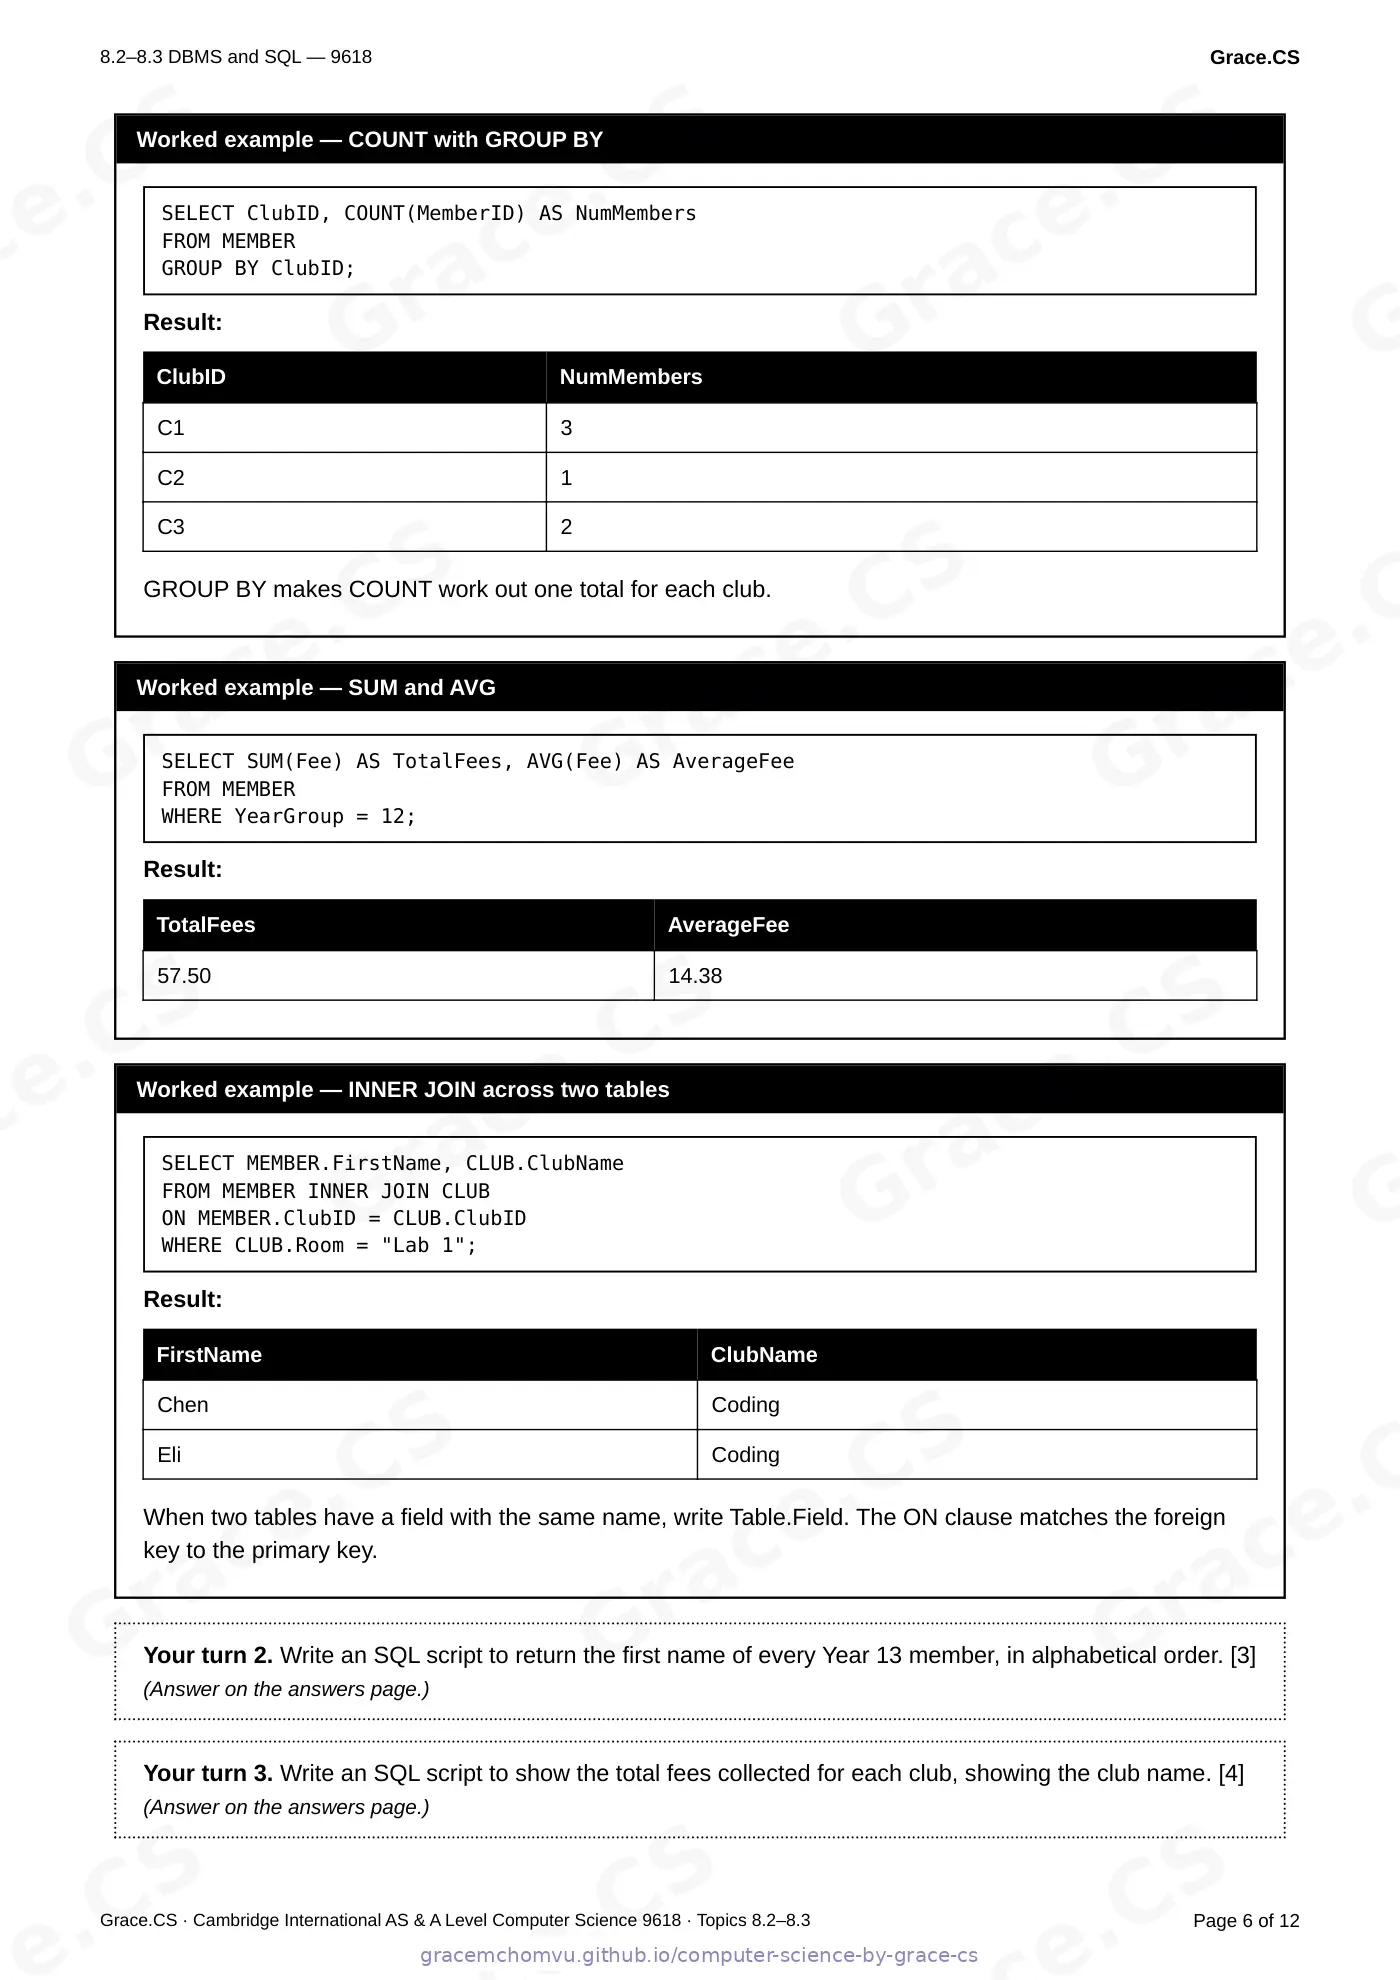 8.2–8.3 DBMS and SQL — 9618
Grace.CS
Worked example — COUNT with GROUP BY
SELECT ClubID, COUNT(MemberID) AS NumMembers
FROM MEMBER
GROUP BY ClubID;
Result:
ClubID NumMembers
C1 3
C2 1
C3 2
GROUP BY makes COUNT work out one total for each club.
Worked example — SUM and AVG
SELECT SUM(Fee) AS TotalFees, AVG(Fee) AS AverageFee
FROM MEMBER
WHERE YearGroup = 12;
Result:
TotalFees AverageFee
57.50 14.38
Worked example — INNER JOIN across two tables
SELECT MEMBER.FirstName, CLUB.ClubName
FROM MEMBER INNER JOIN CLUB
ON MEMBER.ClubID = CLUB.ClubID
WHERE CLUB.Room = "Lab 1";
Result:
FirstName ClubName
Chen Coding
Eli Coding
When two tables have a field with the same name, write Table.Field. The ON clause matches the foreign
key to the primary key.
Your turn 2. Write an SQL script to return the first name of every Year 13 member, in alphabetical order. [3]
(Answer on the answers page.)
Your turn 3. Write an SQL script to show the total fees collected for each club, showing the club name. [4]
(Answer on the answers page.)
Grace.CS · Cambridge International AS & A Level Computer Science 9618 · Topics 8.2–8.3
Page 6 of 12
gracemchomvu.github.io/computer-science-by-grace-cs